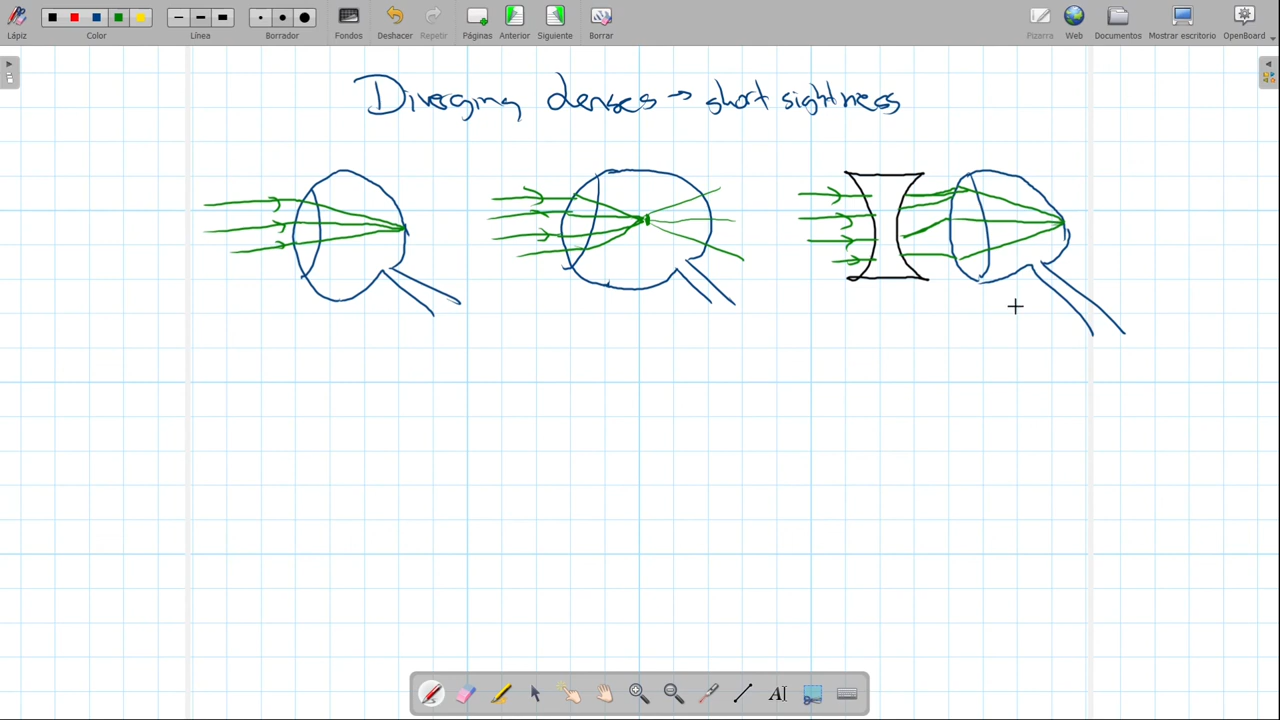 Lápiz
Color
Línea
Borrador
Fondos
Deshacer
Repetir
Páginas
Anterior
Siguiente
Borrar
Pizarra
Web
Documentos
Mostrar escritorio
OpenBoard
Diverging lenses → short sightness
AI